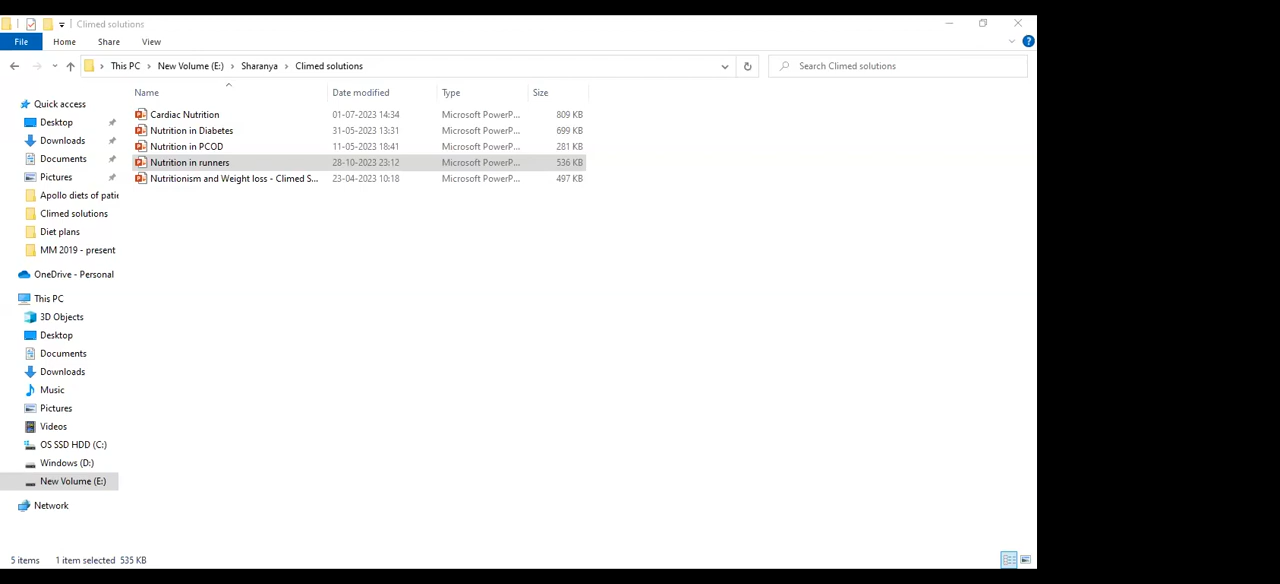 Climed solutions
File Home Share View
This PC > New Volume (E:) > Sharanya > Climed solutions
Search Climed solutions
Name Date modified Type Size
Cardiac Nutrition 01-07-2023 14:34 Microsoft PowerP... 809 KB
Nutrition in Diabetes 31-05-2023 13:31 Microsoft PowerP... 699 KB
Nutrition in PCOD 11-05-2023 18:41 Microsoft PowerP... 281 KB
Nutrition in runners 28-10-2023 23:12 Microsoft PowerP... 536 KB
Nutritionism and Weight loss - Climed S... 23-04-2023 10:18 Microsoft PowerP... 497 KB
Quick access
Desktop
Downloads
Documents
Pictures
Apollo diets of patie
Climed solutions
Diet plans
MM 2019 - present
OneDrive - Personal
This PC
3D Objects
Desktop
Documents
Downloads
Music
Pictures
Videos
OS SSD HDD (C:)
Windows (D:)
New Volume (E:)
Network
5 items 1 item selected 535 KB